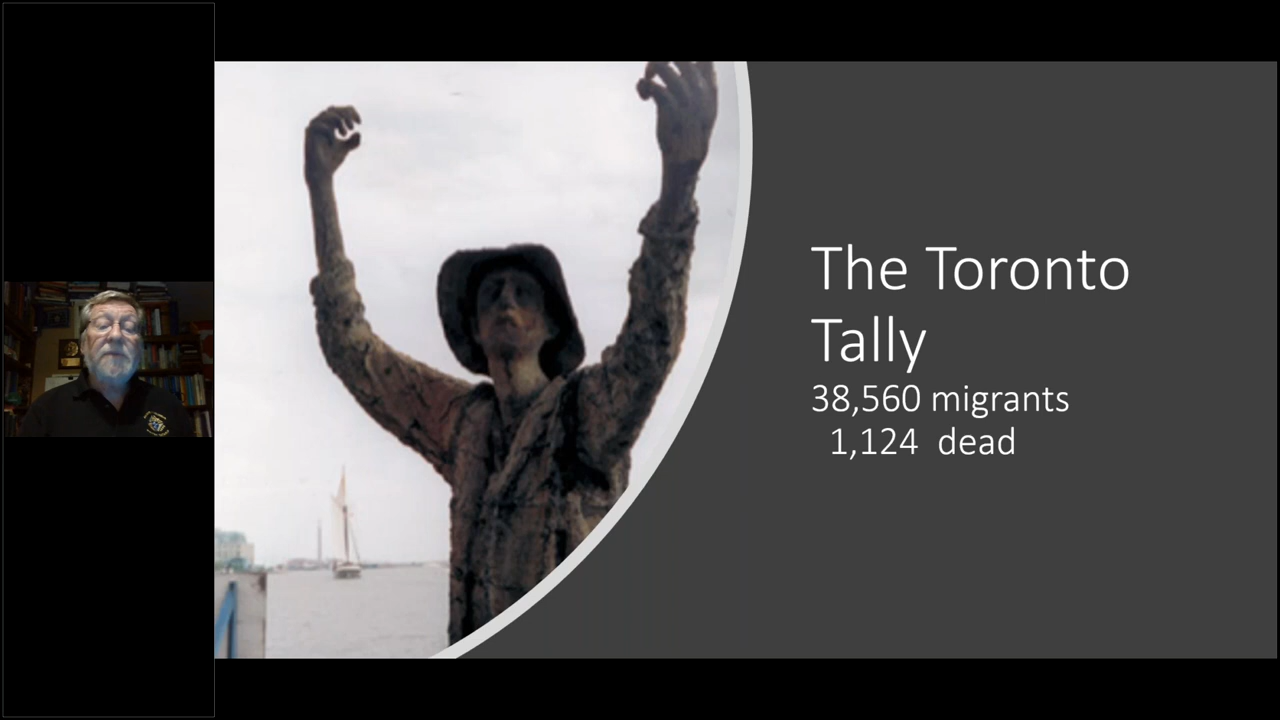 The Toronto
Tally
38,560 migrants
1,124 dead